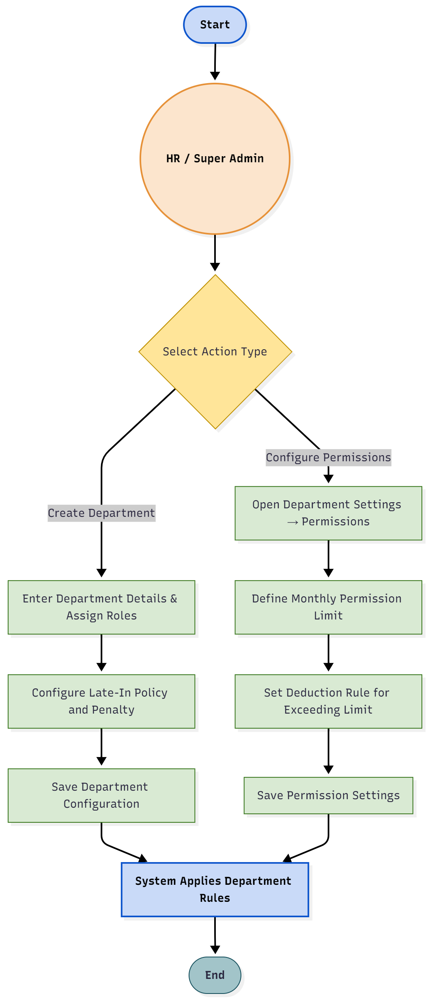 Start
HR / Super Admin
Select Action Type
Configure Permissions
Create Department
Open Department Settings
→ Permissions
Enter Department Details &
Assign Roles
Define Monthly Permission
Limit
Configure Late-In Policy
and Penalty
Set Deduction Rule for
Exceeding Limit
Save Department
Configuration
Save Permission Settings
System Applies Department
Rules
End